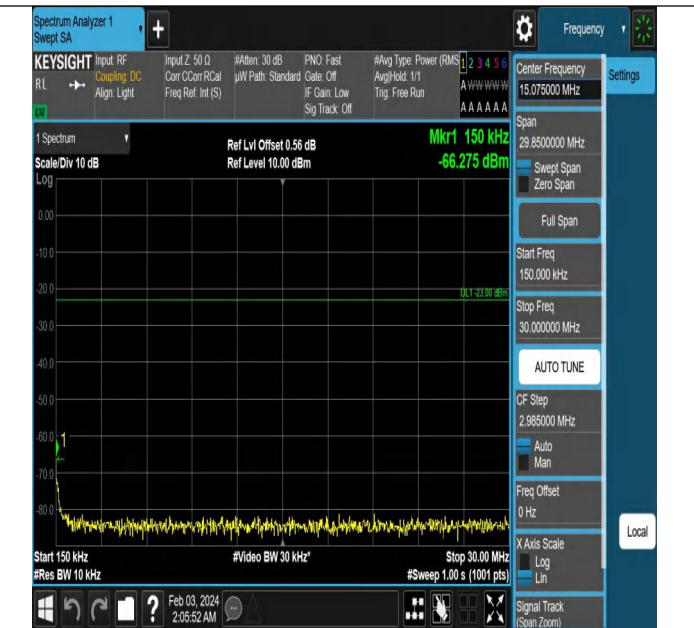 Spectrum Analyzer 1
Swept SA
+
Frequency
KEYSIGHT
RL
Input: RF
Coupling: DC
Align: Light
Input Z: 50 Ω
Corr CCorr RCal
Freq Ref: Int (S)
#Atten: 30 dB
µW Path: Standard
PNO: Fast
Gate: Off
IF Gain: Low
Sig Track: Off
#Avg Type: Power (RMS
Avg|Hold: 1/1
Trig: Free Run
1 2 3 4 5 6
A W W W W W
A A A A A A
1 Spectrum
Scale/Div 10 dB
Log
Ref Lvl Offset 0.56 dB
Ref Level 10.00 dBm
Mkr1 150 kHz
-66.275 dBm
0.00
-10.0
-20.0
DL1 -23.00 dBm
-30.0
-40.0
-50.0
-60.0
1
-70.0
-80.0
Start 150 kHz
#Res BW 10 kHz
#Video BW 30 kHz*
Stop 30.00 MHz
#Sweep 1.00 s (1001 pts)
Center Frequency
15.075000 MHz
Settings
Span
29.8500000 MHz
Swept Span
Zero Span
Full Span
Start Freq
150.000 kHz
Stop Freq
30.000000 MHz
AUTO TUNE
CF Step
2.985000 MHz
Auto
Man
Freq Offset
0 Hz
X Axis Scale
Log
Lin
Local
Signal Track
(Span Zoom)
?
Feb 03, 2024
2:05:52 AM